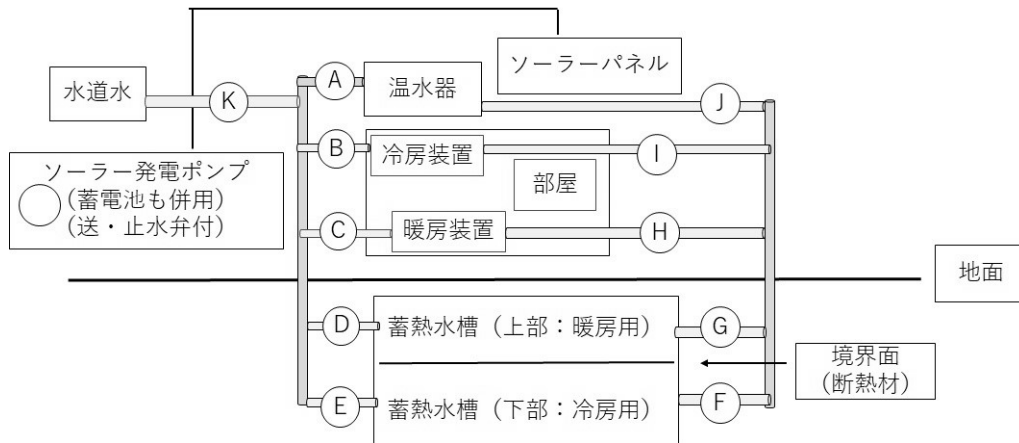 ソーラーパネル
水道水
K
A
温水器
J
B
冷房装置
I
部屋
ソーラー発電ポンプ
(蓄電池も併用)
(送・止水弁付)
C
暖房装置
H
地面
D
蓄熱水槽（上部：暖房用）
G
境界面
(断熱材)
E
蓄熱水槽（下部：冷房用）
F